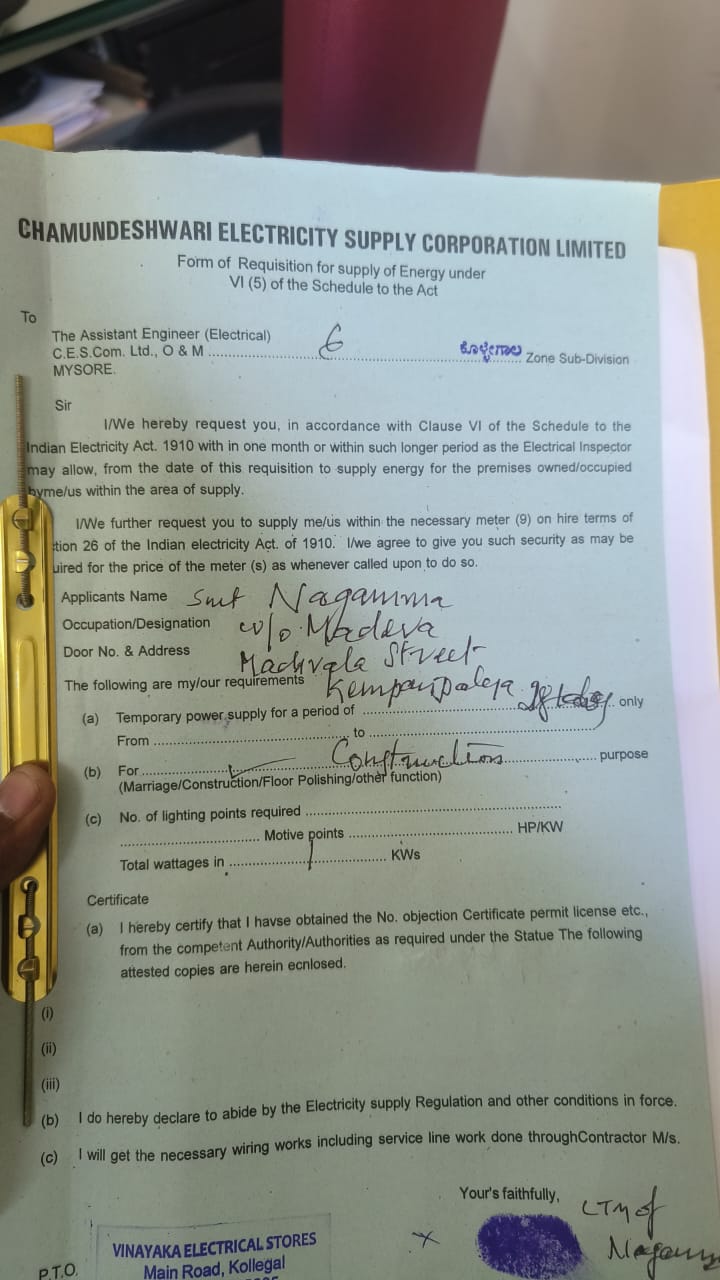 CHAMUNDESHWARI ELECTRICITY SUPPLY CORPORATION LIMITED
Form of Requisition for supply of Energy under
VI (5) of the Schedule to the Act
To
The Assistant Engineer (Electrical)
C.E.S.Com. Ltd., O & M ........ 6 ........ ಕೊಳ್ಳೇಗಾಲ Zone Sub-Division
MYSORE.
Sir
I/We hereby request you, in accordance with Clause VI of the Schedule to the
Indian Electricity Act. 1910 with in one month or within such longer period as the Electrical Inspector
may allow, from the date of this requisition to supply energy for the premises owned/occupied
byme/us within the area of supply.
I/We further request you to supply me/us within the necessary meter (9) on hire terms of
tion 26 of the Indian electricity Act. of 1910. I/we agree to give you such security as may be
uired for the price of the meter (s) as whenever called upon to do so.
Applicants Name Smt Nagamma
Occupation/Designation w/o Madeva
Door No. & Address Madivala Street
The following are my/our requirements Kempanpalya
(a) Temporary power supply for a period of ........ only
From ........ to ........
(b) For ........ Construction ........ purpose
(Marriage/Construction/Floor Polishing/other function)
(c) No. of lighting points required ........
........ Motive points ........ HP/KW
Total wattages in ........ KWs
Certificate
(a) I hereby certify that I havse obtained the No. objection Certificate permit license etc.,
from the competent Authority/Authorities as required under the Statue The following
attested copies are herein ecnlosed.
(i)
(ii)
(iii)
(b) I do hereby declare to abide by the Electricity supply Regulation and other conditions in force.
(c) I will get the necessary wiring works including service line work done throughContractor M/s.
Your's faithfully,
LTM of
Nagamma
VINAYAKA ELECTRICAL STORES
Main Road, Kollegal
P.T.O.